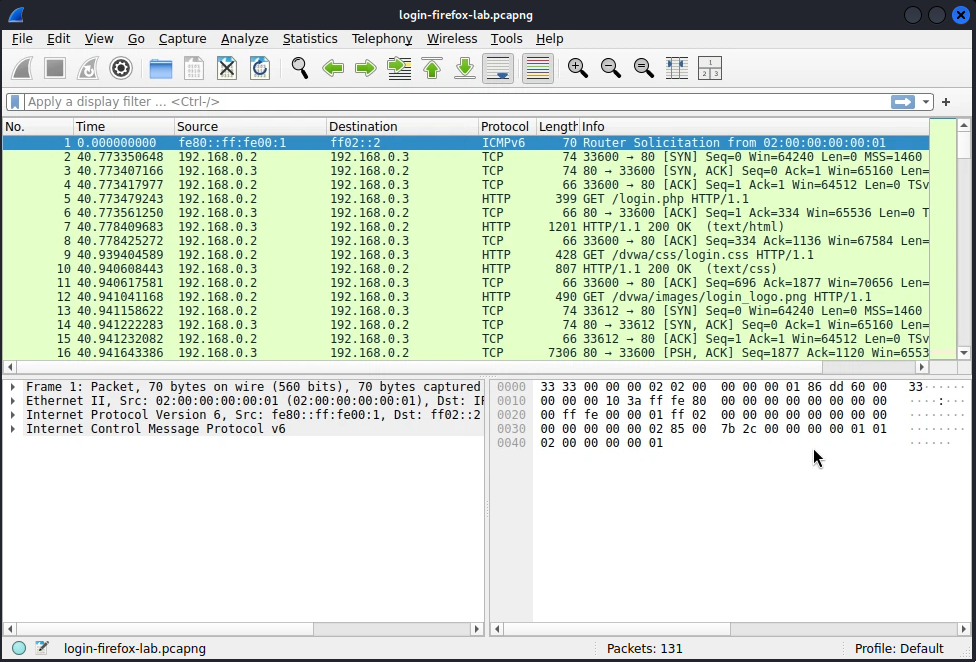 login-firefox-lab.pcapng
File Edit View Go Capture Analyze Statistics Telephony Wireless Tools Help
Apply a display filter … <Ctrl-/>
No. Time Source Destination Protocol Length Info
1 0.000000000 fe80::ff:fe00:1 ff02::2 ICMPv6 70 Router Solicitation from 02:00:00:00:00:01
2 40.773350648 192.168.0.2 192.168.0.3 TCP 74 33600 → 80 [SYN] Seq=0 Win=64240 Len=0 MSS=1460
3 40.773407166 192.168.0.3 192.168.0.2 TCP 74 80 → 33600 [SYN, ACK] Seq=0 Ack=1 Win=65160 Len=
4 40.773417977 192.168.0.2 192.168.0.3 TCP 66 33600 → 80 [ACK] Seq=1 Ack=1 Win=64512 Len=0 TSv
5 40.773479243 192.168.0.2 192.168.0.3 HTTP 399 GET /login.php HTTP/1.1
6 40.773561250 192.168.0.3 192.168.0.2 TCP 66 80 → 33600 [ACK] Seq=1 Ack=334 Win=65536 Len=0 T
7 40.778409683 192.168.0.3 192.168.0.2 HTTP 1201 HTTP/1.1 200 OK (text/html)
8 40.778425272 192.168.0.2 192.168.0.3 TCP 66 33600 → 80 [ACK] Seq=334 Ack=1136 Win=67584 Len=
9 40.939404589 192.168.0.2 192.168.0.3 HTTP 428 GET /dvwa/css/login.css HTTP/1.1
10 40.940608443 192.168.0.3 192.168.0.2 HTTP 807 HTTP/1.1 200 OK (text/css)
11 40.940617581 192.168.0.2 192.168.0.3 TCP 66 33600 → 80 [ACK] Seq=696 Ack=1877 Win=70656 Len=
12 40.941041168 192.168.0.2 192.168.0.3 HTTP 490 GET /dvwa/images/login_logo.png HTTP/1.1
13 40.941158622 192.168.0.2 192.168.0.3 TCP 74 33612 → 80 [SYN] Seq=0 Win=64240 Len=0 MSS=1460
14 40.941222283 192.168.0.3 192.168.0.2 TCP 74 80 → 33612 [SYN, ACK] Seq=0 Ack=1 Win=65160 Len=
15 40.941232082 192.168.0.2 192.168.0.3 TCP 66 33612 → 80 [ACK] Seq=1 Ack=1 Win=64512 Len=0 TSv
16 40.941643386 192.168.0.3 192.168.0.2 TCP 7306 80 → 33600 [PSH, ACK] Seq=1877 Ack=1120 Win=6553
Frame 1: Packet, 70 bytes on wire (560 bits), 70 bytes captured
Ethernet II, Src: 02:00:00:00:00:01 (02:00:00:00:00:01), Dst: IP
Internet Protocol Version 6, Src: fe80::ff:fe00:1, Dst: ff02::2
Internet Control Message Protocol v6
0000 33 33 00 00 00 02 02 00 00 00 00 01 86 dd 60 00 33······
0010 00 00 00 10 3a ff fe 80 00 00 00 00 00 00 00 00 ····:···
0020 00 ff fe 00 00 01 ff 02 00 00 00 00 00 00 00 00 ········
0030 00 00 00 00 00 02 85 00 7b 2c 00 00 00 00 01 01 ········
0040 02 00 00 00 00 01 ······
login-firefox-lab.pcapng Packets: 131 Profile: Default